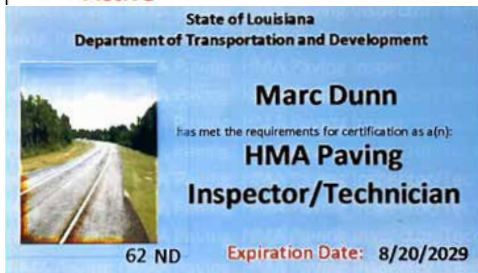 State of Louisiana
Department of Transportation and Development
Marc Dunn
has met the requirements for certification as a(n):
HMA Paving
Inspector/Technician
62 ND
Expiration Date: 8/20/2029